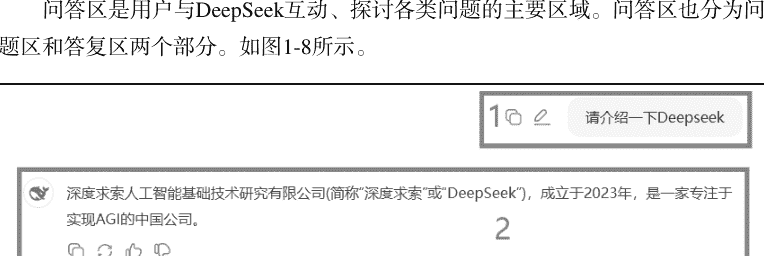 问答区是用户与DeepSeek互动、探讨各类问题的主要区域。问答区也分为问
题区和答复区两个部分。如图1-8所示。
1 请介绍一下Deepseek
深度求索人工智能基础技术研究有限公司(简称“深度求索”或“DeepSeek”)，成立于2023年，是一家专注于
实现AGI的中国公司。
2